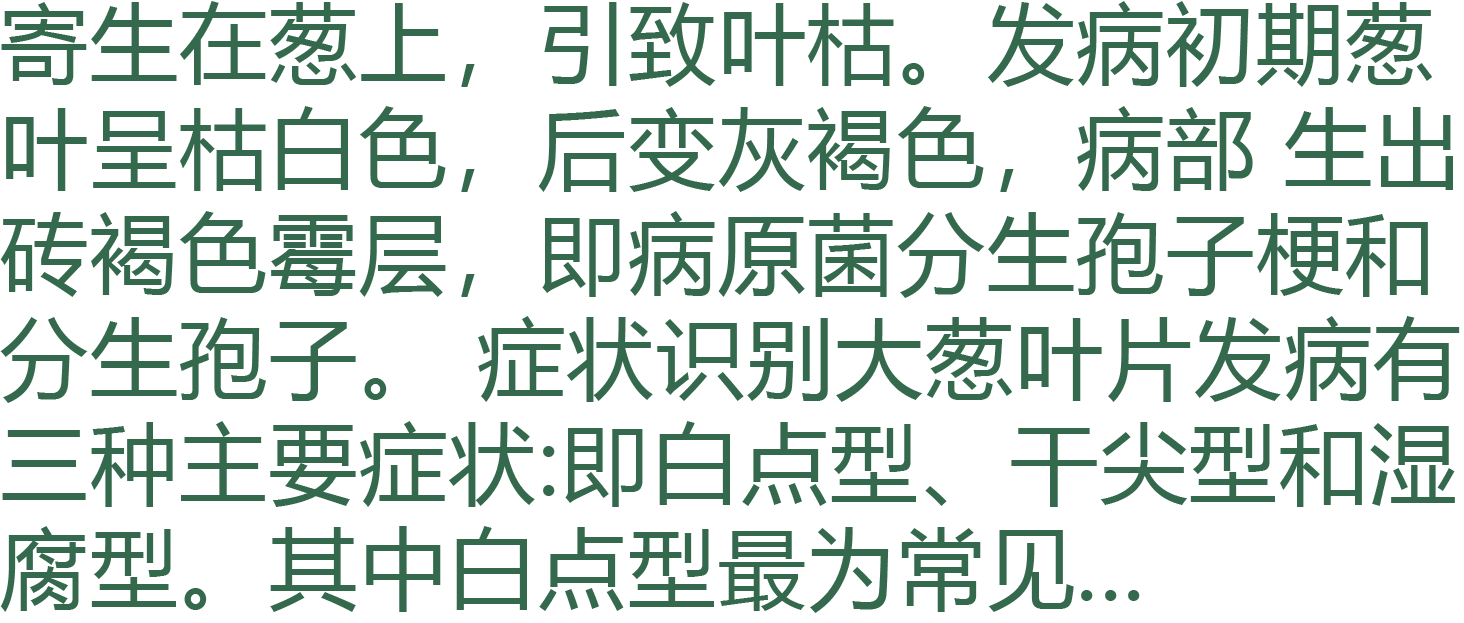 寄生在葱上，引致叶枯。发病初期葱
叶呈枯白色，后变灰褐色，病部 生出
砖褐色霉层，即病原菌分生孢子梗和
分生孢子。 症状识别大葱叶片发病有
三种主要症状:即白点型、干尖型和湿
腐型。其中白点型最为常见...